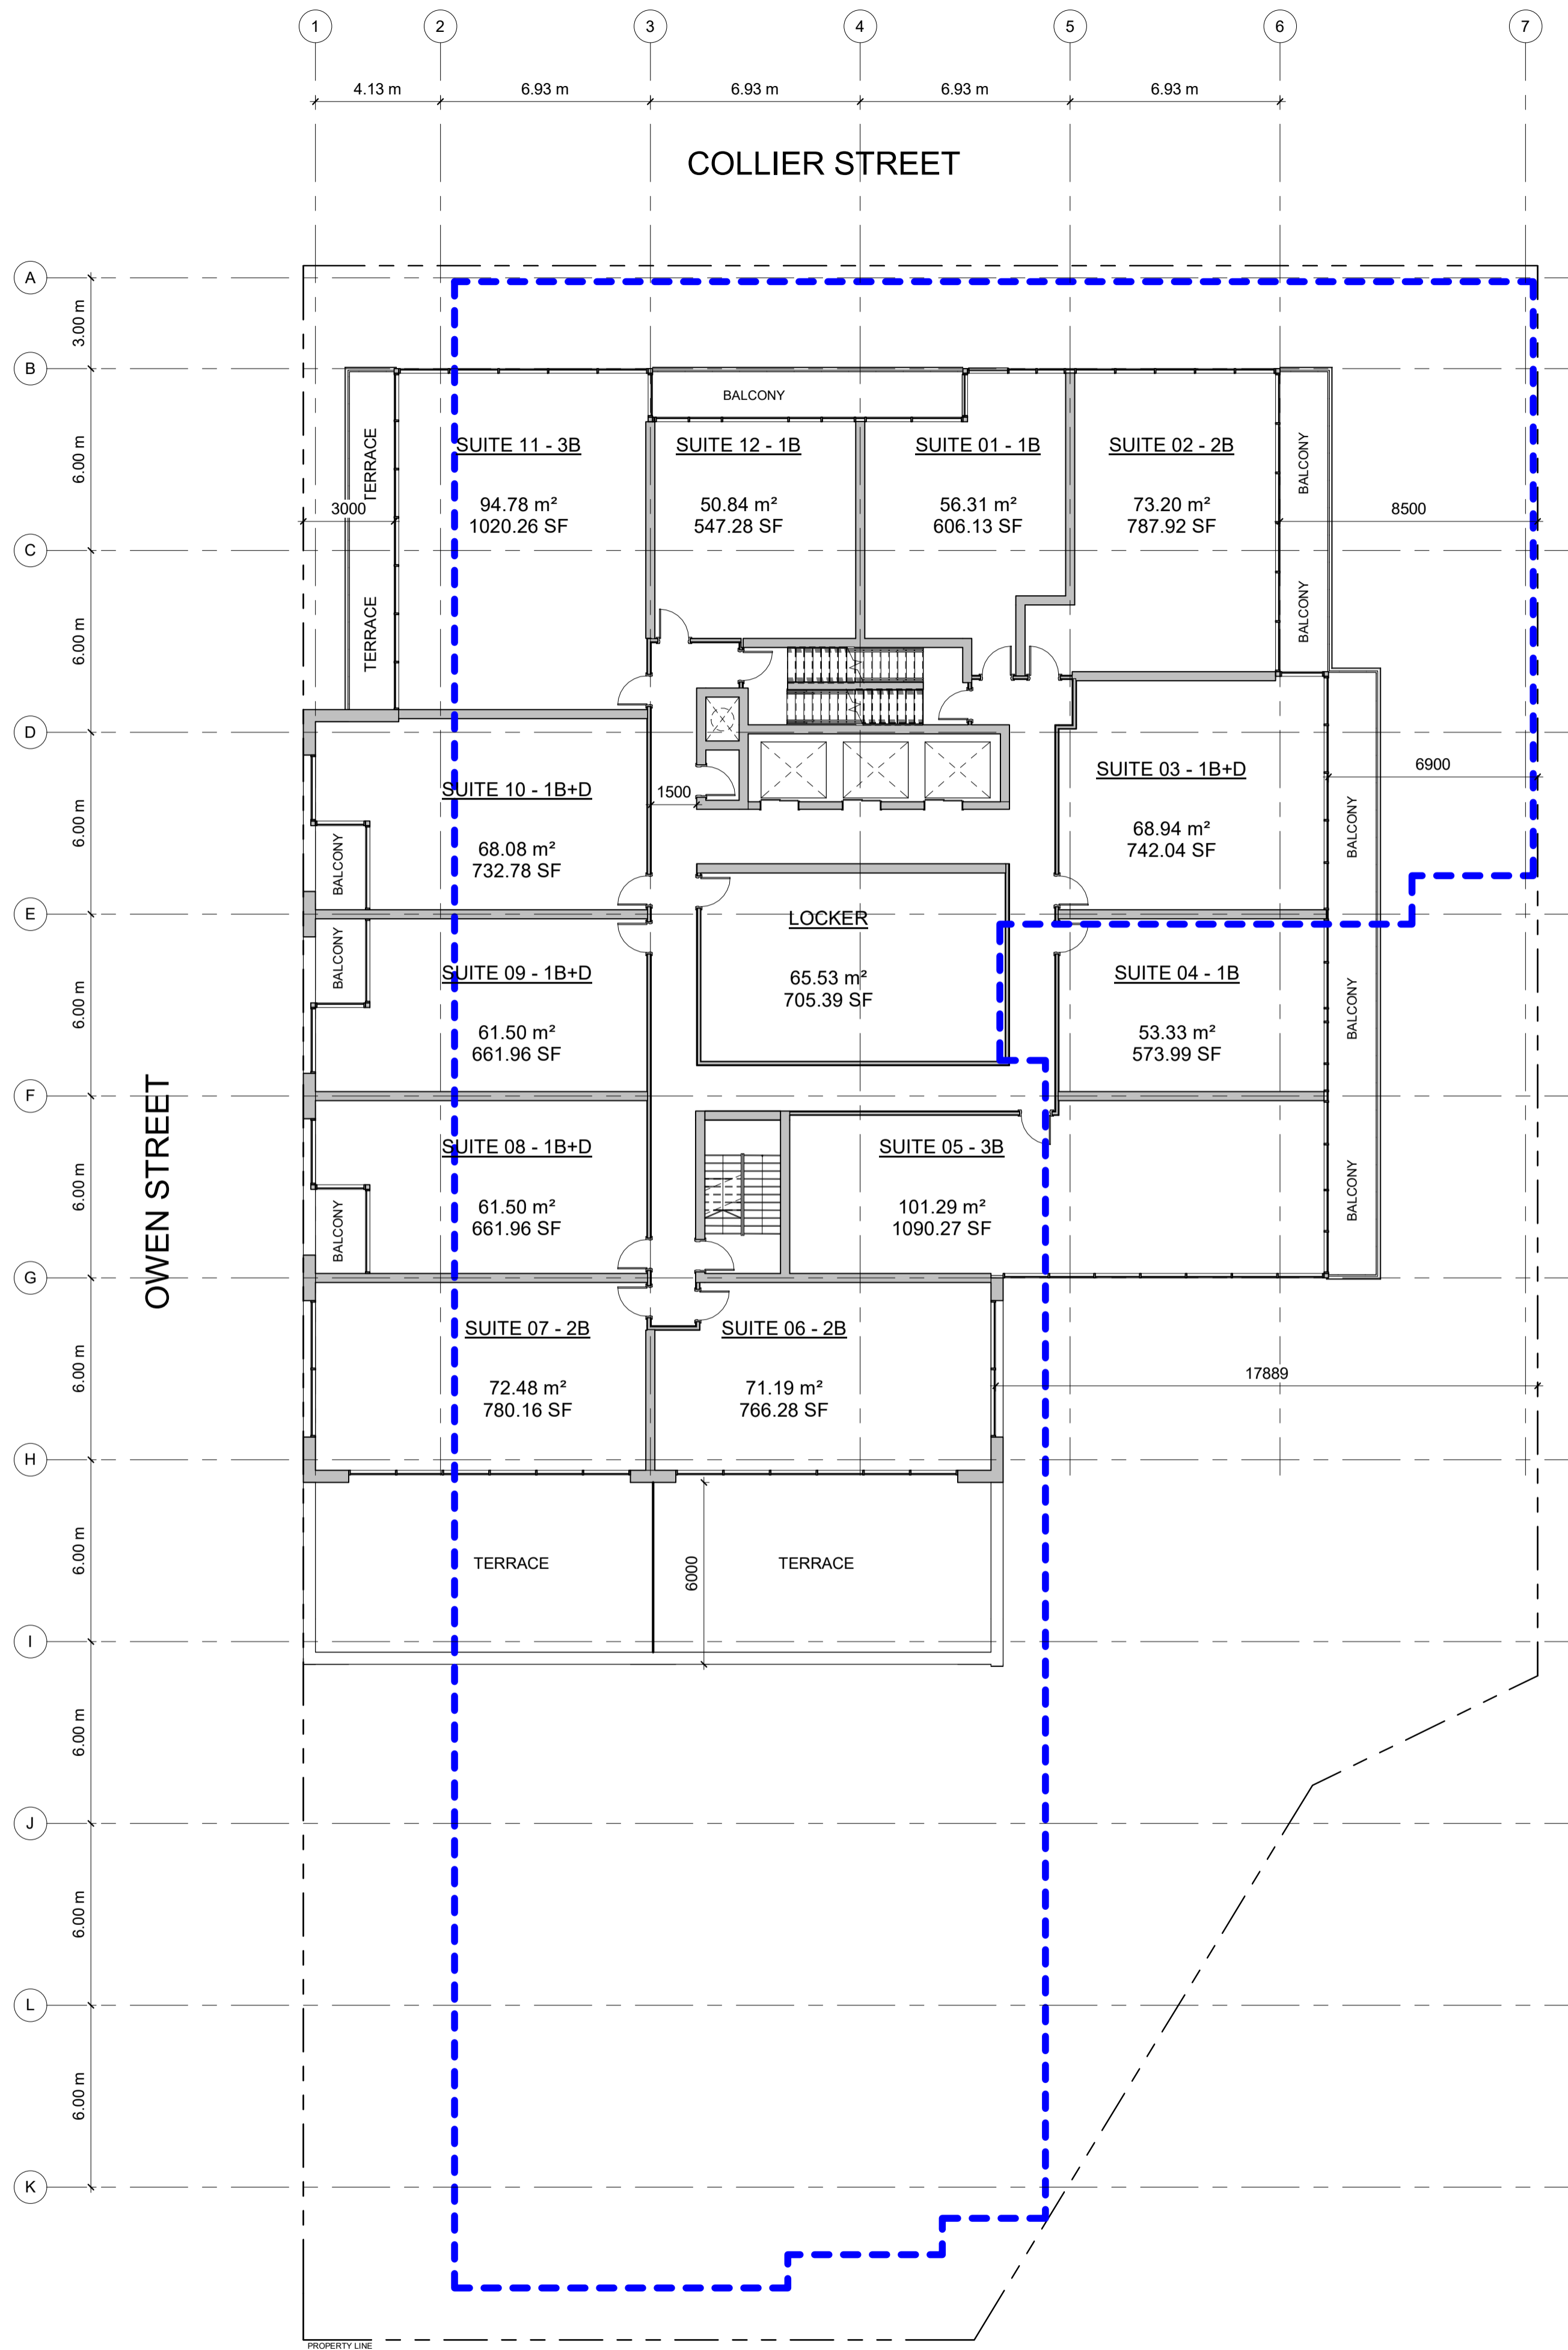 1
2
3
4
5
6
7
4.13 m
6.93 m
6.93 m
6.93 m
6.93 m
COLLIER STREET
A
3.00 m
B
BALCONY
6.00 m
TERRACE
SUITE 11 - 3B
94.78 m²
1020.26 SF
SUITE 12 - 1B
50.84 m²
547.28 SF
SUITE 01 - 1B
56.31 m²
606.13 SF
SUITE 02 - 2B
73.20 m²
787.92 SF
BALCONY
3000
8500
C
6.00 m
TERRACE
BALCONY
D
6.00 m
SUITE 10 - 1B+D
68.08 m²
732.78 SF
1500
SUITE 03 - 1B+D
68.94 m²
742.04 SF
6900
BALCONY
BALCONY
E
LOCKER
65.53 m²
705.39 SF
6.00 m
BALCONY
SUITE 09 - 1B+D
61.50 m²
661.96 SF
SUITE 04 - 1B
53.33 m²
573.99 SF
BALCONY
F
OWEN STREET
6.00 m
SUITE 08 - 1B+D
61.50 m²
661.96 SF
BALCONY
SUITE 05 - 3B
101.29 m²
1090.27 SF
BALCONY
G
6.00 m
SUITE 07 - 2B
72.48 m²
780.16 SF
SUITE 06 - 2B
71.19 m²
766.28 SF
17889
H
6.00 m
TERRACE
6000
TERRACE
I
6.00 m
J
6.00 m
L
6.00 m
K
PROPERTY LINE